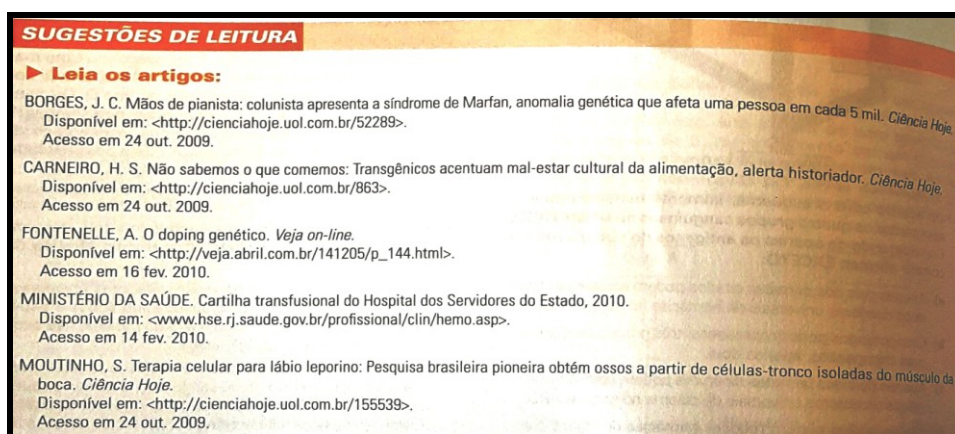 SUGESTÕES DE LEITURA
▶ Leia os artigos:
BORGES, J. C. Mãos de pianista: colunista apresenta a síndrome de Marfan, anomalia genética que afeta uma pessoa em cada 5 mil. Ciência Hoje.
Disponível em: <http://cienciahoje.uol.com.br/52289>.
Acesso em 24 out. 2009.
CARNEIRO, H. S. Não sabemos o que comemos: Transgênicos acentuam mal-estar cultural da alimentação, alerta historiador. Ciência Hoje.
Disponível em: <http://cienciahoje.uol.com.br/863>.
Acesso em 24 out. 2009.
FONTENELLE, A. O doping genético. Veja on-line.
Disponível em: <http://veja.abril.com.br/141205/p_144.html>.
Acesso em 16 fev. 2010.
MINISTÉRIO DA SAÚDE. Cartilha transfusional do Hospital dos Servidores do Estado, 2010.
Disponível em: <www.hse.rj.saude.gov.br/profissional/clin/hemo.asp>.
Acesso em 14 fev. 2010.
MOUTINHO, S. Terapia celular para lábio leporino: Pesquisa brasileira pioneira obtém ossos a partir de células-tronco isoladas do músculo da
boca. Ciência Hoje.
Disponível em: <http://cienciahoje.uol.com.br/155539>.
Acesso em 24 out. 2009.